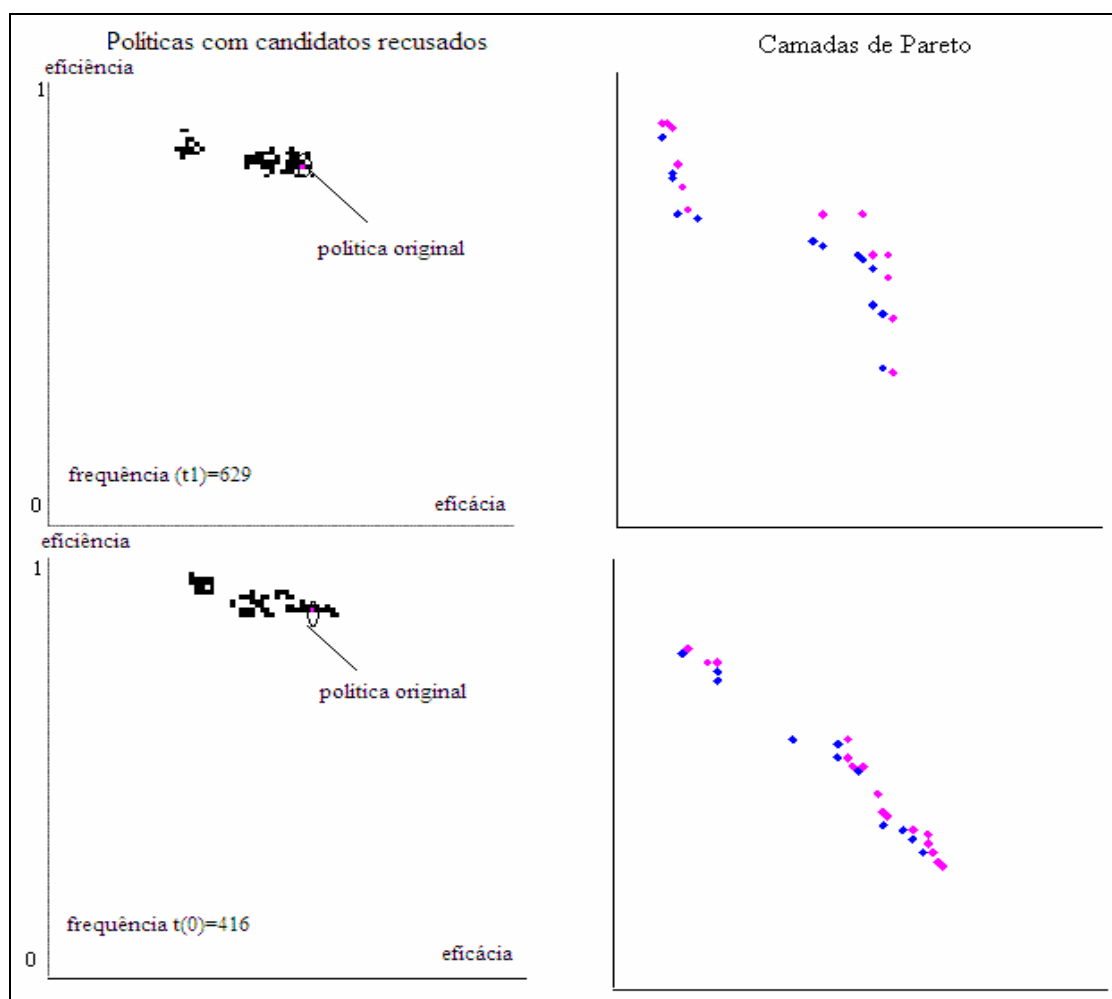 Políticas com candidatos recusados
Camadas de Pareto
eficiência
1
política original
frequência (t1)=629
0
eficácia
eficiência
1
política original
frequência t(0)=416
0
eficácia